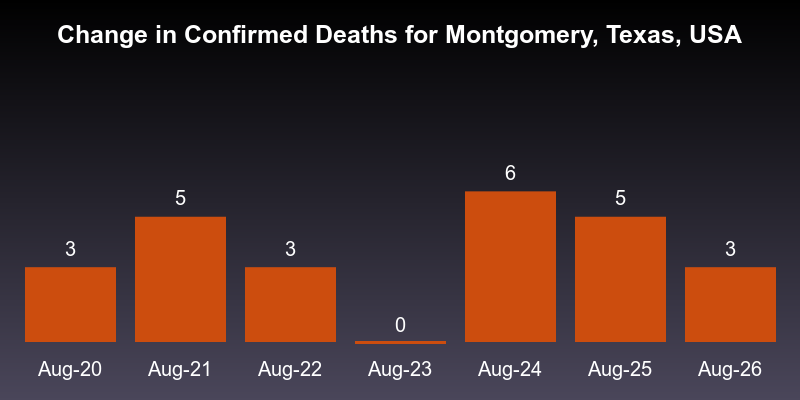 Change in Confirmed Deaths for Montgomery, Texas, USA
3 5 3 0 6 5 3
Aug-20 Aug-21 Aug-22 Aug-23 Aug-24 Aug-25 Aug-26